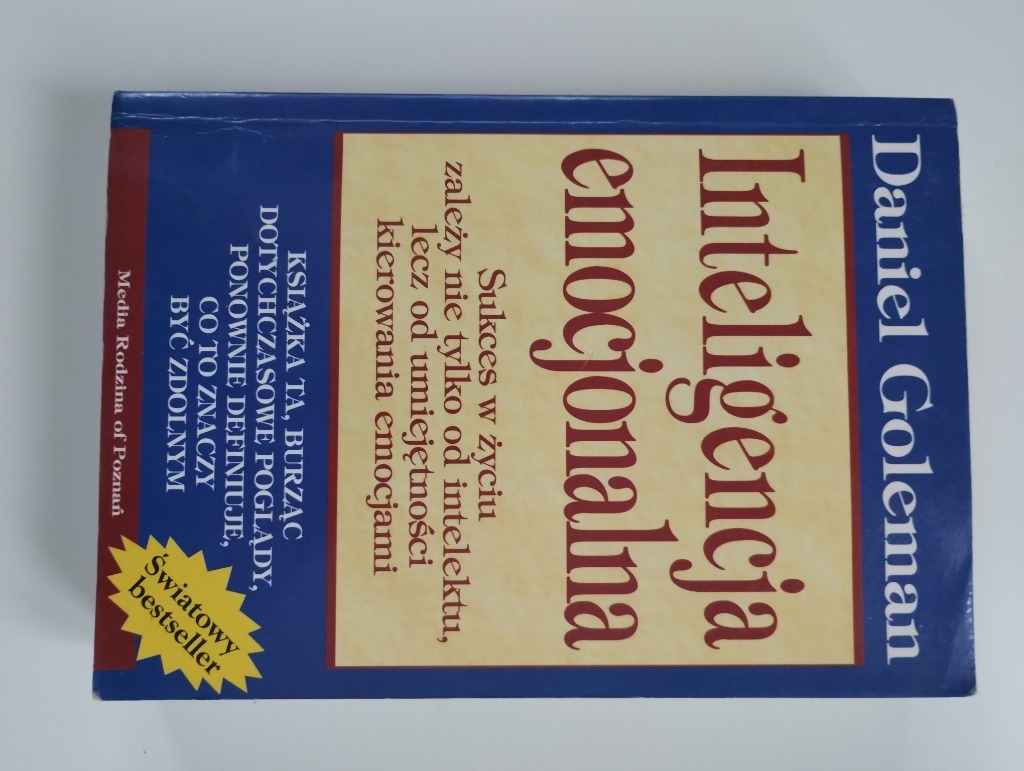 Daniel Goleman
Inteligencja
emocjonalna
Sukces w życiu
zależy nie tylko od intelektu,
lecz od umiejętności
kierowania emocjami
KSIĄŻKA TA, BURZĄC
DOTYCHCZASOWE POGLĄDY,
PONOWNIE DEFINIUJE,
CO TO ZNACZY
BYĆ ZDOLNYM
Światowy
bestseller
Media Rodzina of Poznań